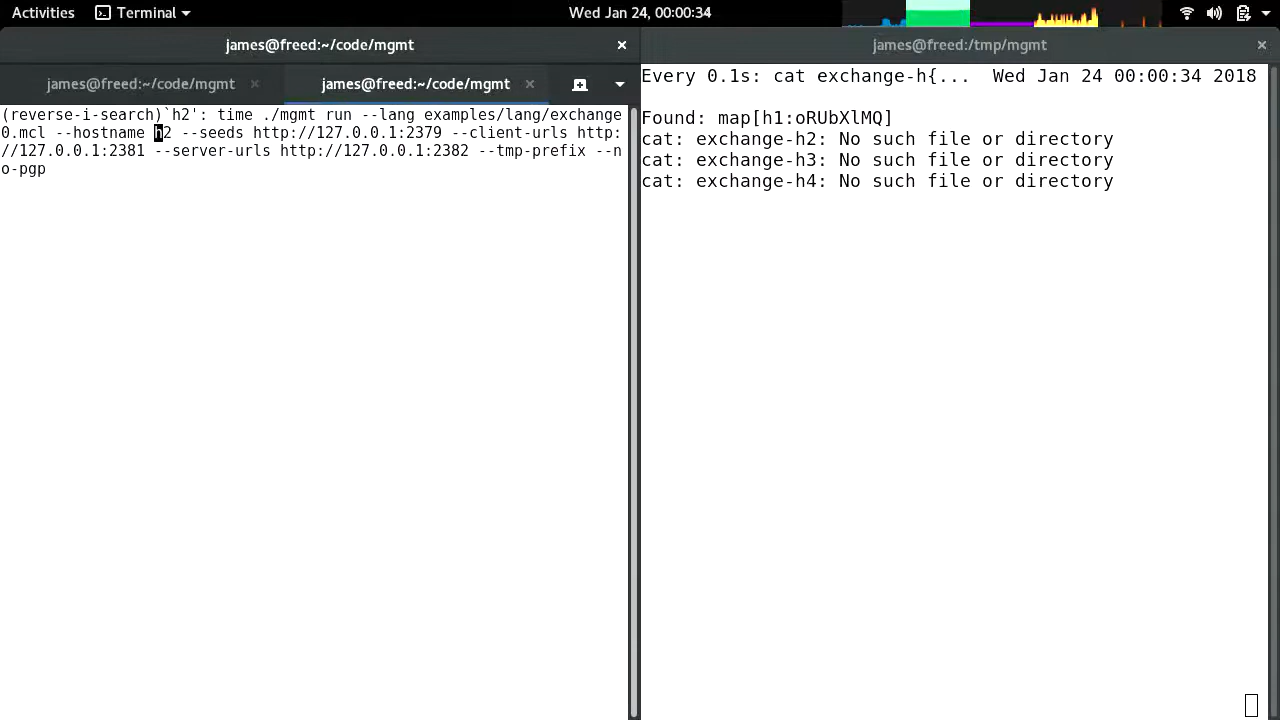 Activities Terminal Wed Jan 24, 00:00:34
james@freed:~/code/mgmt
james@freed:~/code/mgmt james@freed:~/code/mgmt
(reverse-i-search)`h2': time ./mgmt run --lang examples/lang/exchange
0.mcl --hostname h2 --seeds http://127.0.0.1:2379 --client-urls http:
//127.0.0.1:2381 --server-urls http://127.0.0.1:2382 --tmp-prefix --n
o-pgp
james@freed:/tmp/mgmt
Every 0.1s: cat exchange-h{... Wed Jan 24 00:00:34 2018
Found: map[h1:oRUbXlMQ]
cat: exchange-h2: No such file or directory
cat: exchange-h3: No such file or directory
cat: exchange-h4: No such file or directory